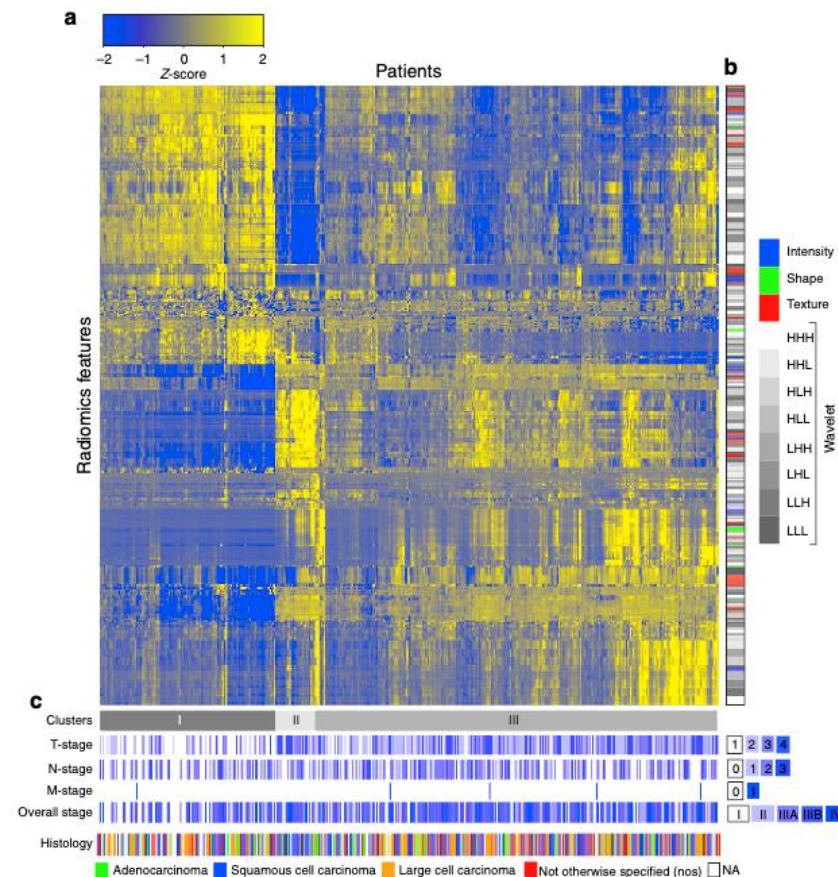 a
−2 −1 0 1 2
Z-score
Patients
b
Radiomics features
Intensity
Shape
Texture
HHH
HHL
HLH
HLL
LHH
LHL
LLH
LLL
Wavelet
c
Clusters I II III
T-stage 1 2 3 4
N-stage 0 1 2 3
M-stage 0 1
Overall stage I II IIIA IIIB IV
Histology
Adenocarcinoma Squamous cell carcinoma Large cell carcinoma Not otherwise specified (nos) NA